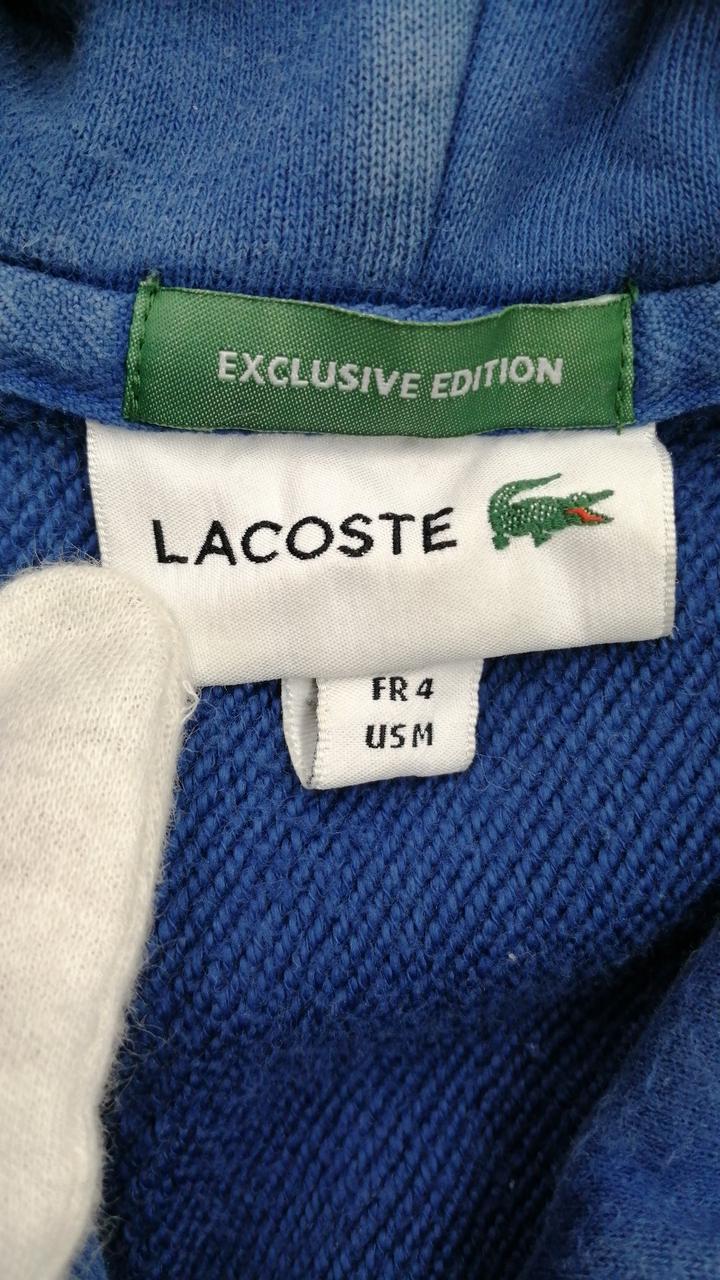 EXCLUSIVE EDITION
LACOSTE
FR 4
US M